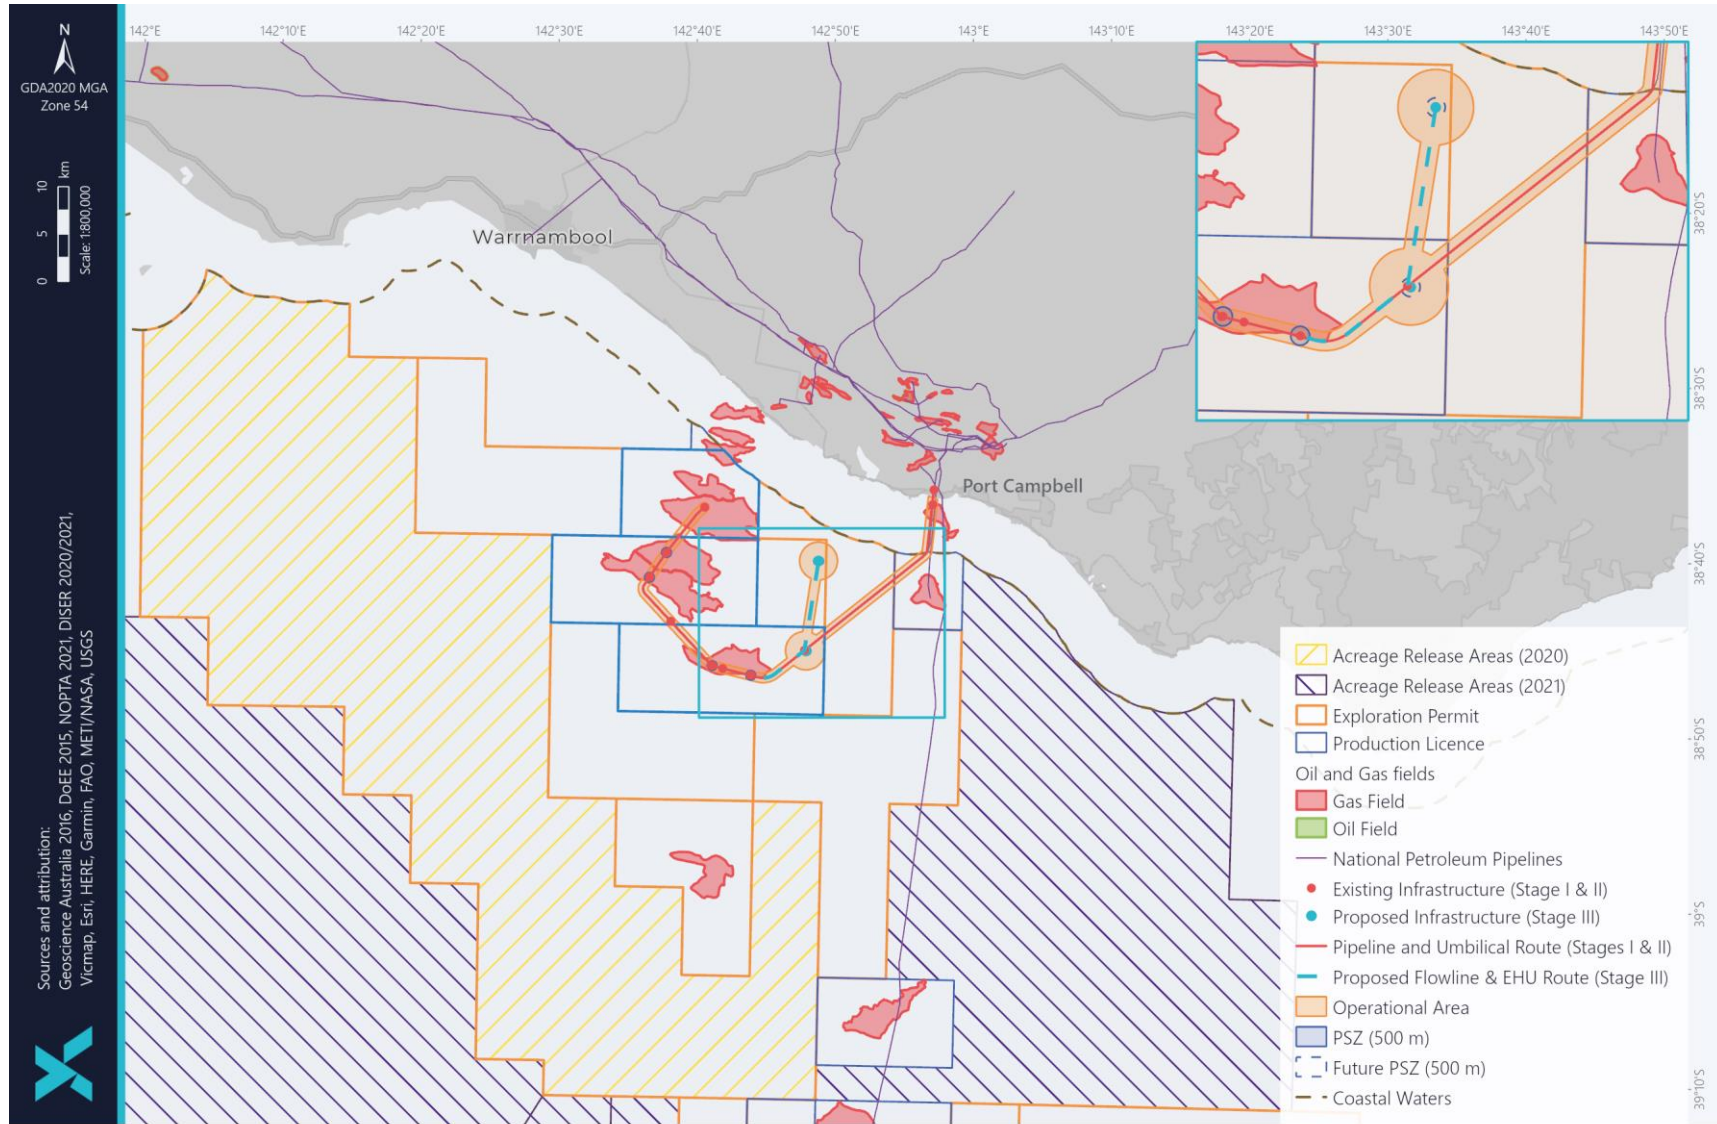 N
GDA2020 MGA
Zone 54
0 5 10 km
Scale: 1:800,000
Sources and attribution:
Geoscience Australia 2016, DoEE 2015, NOPTA 2021, DISER 2020/2021,
Vicmap, Esri, HERE, Garmin, FAO, METI/NASA, USGS
142°E 142°10'E 142°20'E 142°30'E 142°40'E 142°50'E 143°E 143°10'E 143°20'E 143°30'E 143°40'E 143°50'E
38°20'S
38°30'S
38°40'S
38°50'S
39°S
39°10'S
Warrnambool
Port Campbell
Acreage Release Areas (2020)
Acreage Release Areas (2021)
Exploration Permit
Production Licence
Oil and Gas fields
Gas Field
Oil Field
National Petroleum Pipelines
Existing Infrastructure (Stage I & II)
Proposed Infrastructure (Stage III)
Pipeline and Umbilical Route (Stages I & II)
Proposed Flowline & EHU Route (Stage III)
Operational Area
PSZ (500 m)
Future PSZ (500 m)
Coastal Waters